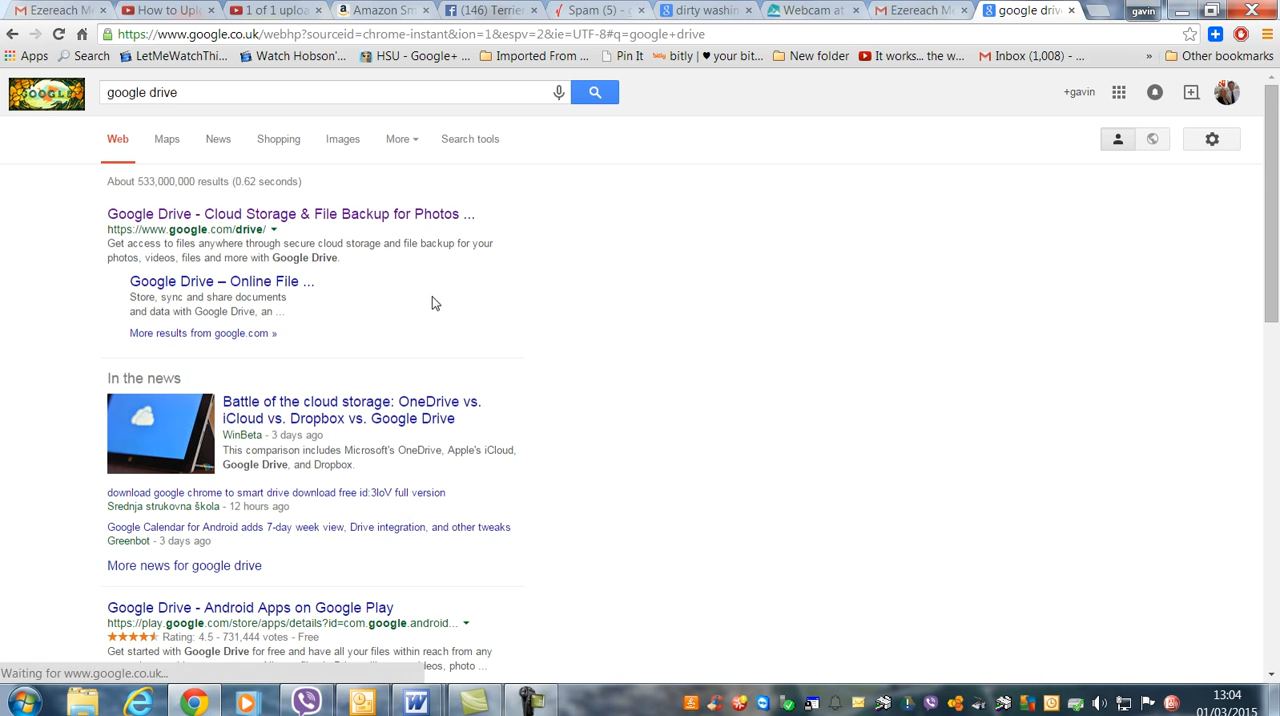 Ezereach M
How to Uple
1 of 1 uploa
Amazon Sm
(146) Terrie
Spam (5) - g
dirty washin
Webcam at
Ezereach M
google driv
gavin
https://www.google.co.uk/webhp?sourceid=chrome-instant&ion=1&espv=2&ie=UTF-8#q=google+drive
Apps
Search
LetMeWatchThi...
Watch Hobson'...
HSU - Google+ ...
Imported From ...
Pin It
bitly | ♥ your bit...
New folder
It works... the w...
Inbox (1,008) - ...
»
Other bookmarks
GOOGLE
google drive
+gavin
Web Maps News Shopping Images More Search tools
About 533,000,000 results (0.62 seconds)
Google Drive - Cloud Storage & File Backup for Photos ...
https://www.google.com/drive/
Get access to files anywhere through secure cloud storage and file backup for your
photos, videos, files and more with Google Drive.
Google Drive – Online File ...
Store, sync and share documents
and data with Google Drive, an ...
More results from google.com »
In the news
Battle of the cloud storage: OneDrive vs.
iCloud vs. Dropbox vs. Google Drive
WinBeta - 3 days ago
This comparison includes Microsoft's OneDrive, Apple's iCloud,
Google Drive, and Dropbox.
download google chrome to smart drive download free id:3loV full version
Srednja strukovna škola - 12 hours ago
Google Calendar for Android adds 7-day week view, Drive integration, and other tweaks
Greenbot - 3 days ago
More news for google drive
Google Drive - Android Apps on Google Play
https://play.google.com/store/apps/details?id=com.google.android...
Rating: 4.5 - 731,444 votes - Free
Get started with Google Drive for free and have all your files within reach from any
Waiting for www.google.co.uk...
photo ...
13:04
01/03/2015